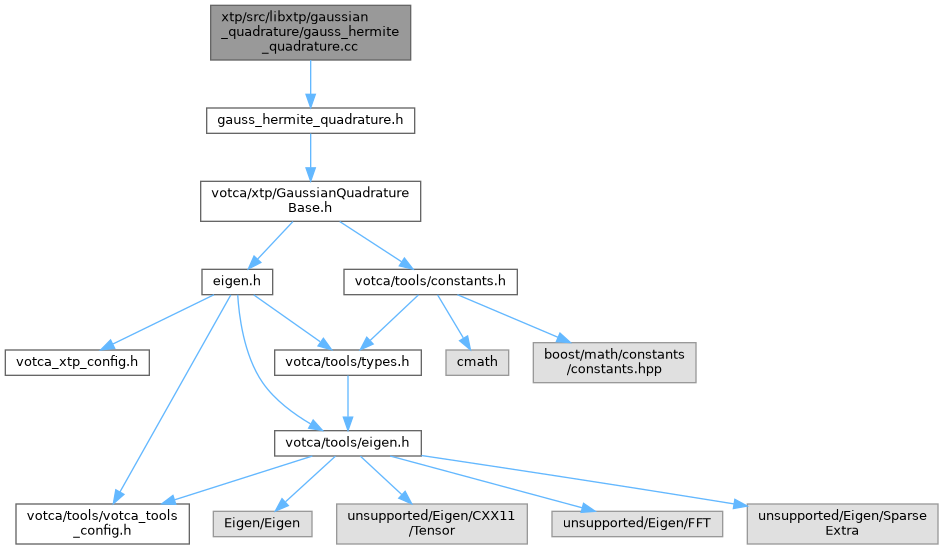 xtp/src/libxtp/gaussian
_quadrature/gauss_hermite
_quadrature.cc
gauss_hermite_quadrature.h
votca/xtp/GaussianQuadrature
Base.h
eigen.h
votca/tools/constants.h
votca_xtp_config.h
votca/tools/types.h
cmath
boost/math/constants
/constants.hpp
votca/tools/eigen.h
votca/tools/votca_tools
_config.h
Eigen/Eigen
unsupported/Eigen/CXX11
/Tensor
unsupported/Eigen/FFT
unsupported/Eigen/Sparse
Extra